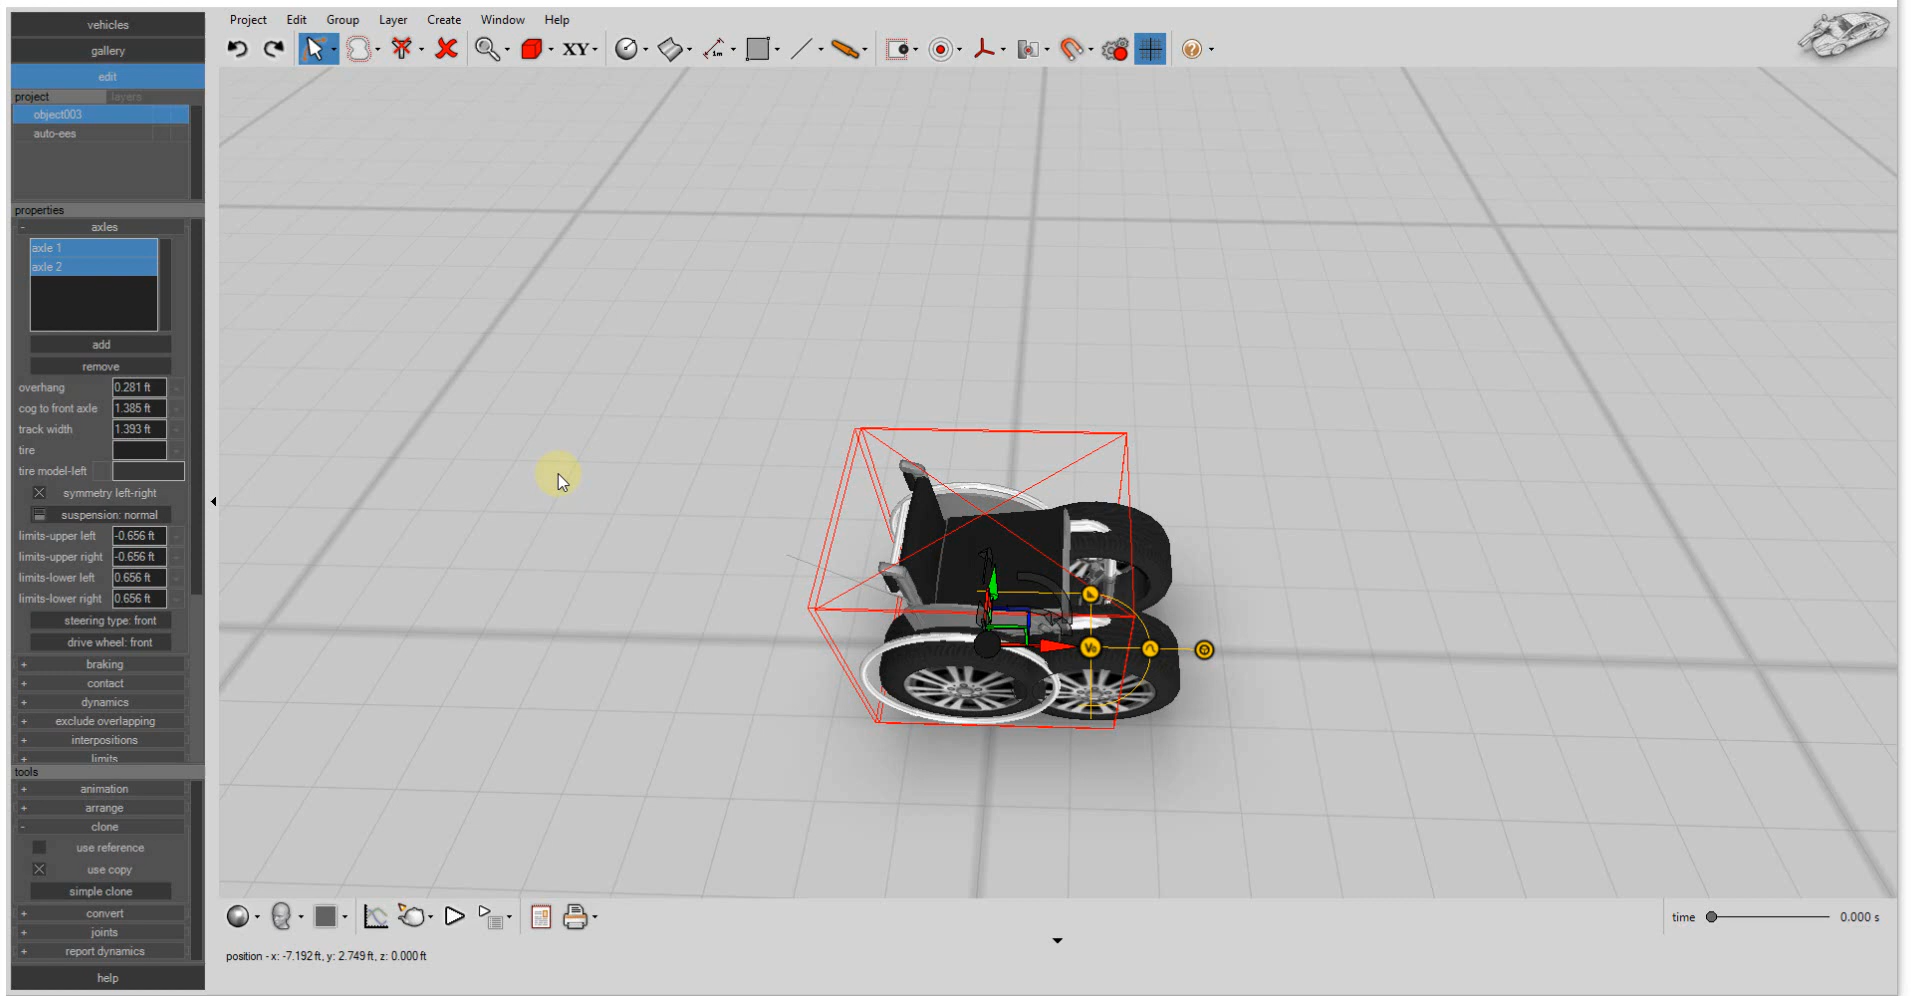 vehicles
gallery
edit
project layers
object003
auto-ees
properties
- axles
axle 1
axle 2
add
remove
overhang 0.281 ft
cog to front axle 1.385 ft
track width 1.393 ft
tire
tire model-left
symmetry left-right
suspension: normal
limits-upper left -0.656 ft
limits-upper right -0.656 ft
limits-lower left 0.656 ft
limits-lower right 0.656 ft
steering type: front
drive wheel: front
+ braking
+ contact
+ dynamics
+ exclude overlapping
+ interpositions
+ limits
tools
+ animation
+ arrange
- clone
use reference
use copy
simple clone
+ convert
+ joints
+ report dynamics
help
Project Edit Group Layer Create Window Help
XY
1m
V₀
time 0.000 s
position - x: -7.192 ft, y: 2.749 ft, z: 0.000 ft